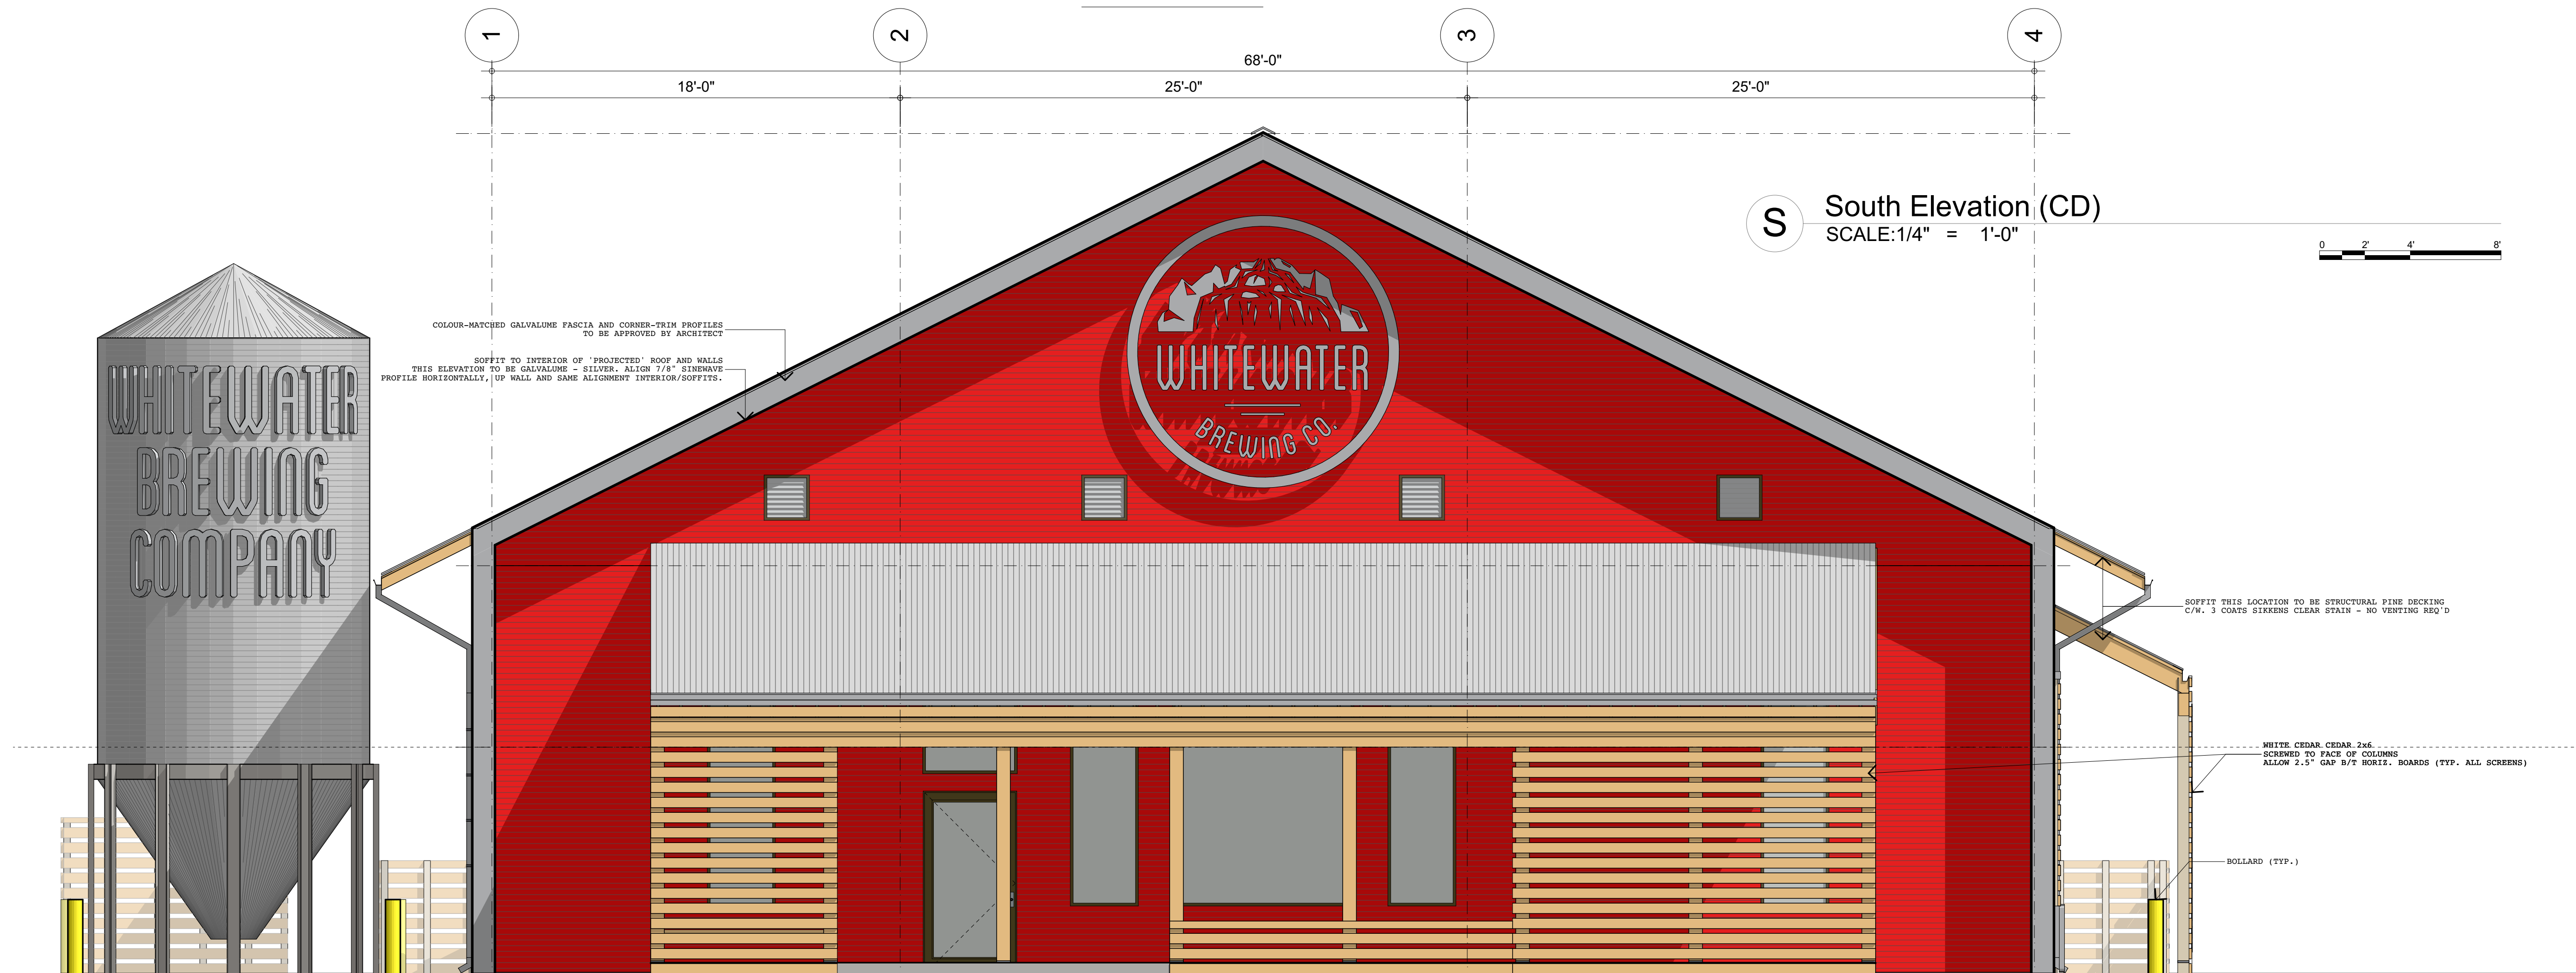 1
2
3
4
68'-0"
18'-0"
25'-0"
25'-0"
S
South Elevation (CD)
SCALE:1/4" = 1'-0"
0 2' 4' 8'
COLOUR-MATCHED GALVALUME FASCIA AND CORNER-TRIM PROFILES
TO BE APPROVED BY ARCHITECT
SOFFIT TO INTERIOR OF 'PROJECTED' ROOF AND WALLS
THIS ELEVATION TO BE GALVALUME - SILVER. ALIGN 7/8" SINEWAVE
PROFILE HORIZONTALLY, UP WALL AND SAME ALIGNMENT INTERIOR/SOFFITS.
WHITEWATER
BREWING
COMPANY
WHITEWATER
BREWING CO.
SOFFIT THIS LOCATION TO BE STRUCTURAL PINE DECKING
C/W. 3 COATS SIKKENS CLEAR STAIN - NO VENTING REQ'D
WHITE CEDAR CEDAR 2x6
SCREWED TO FACE OF COLUMNS
ALLOW 2.5" GAP B/T HORIZ. BOARDS (TYP. ALL SCREENS)
BOLLARD (TYP.)